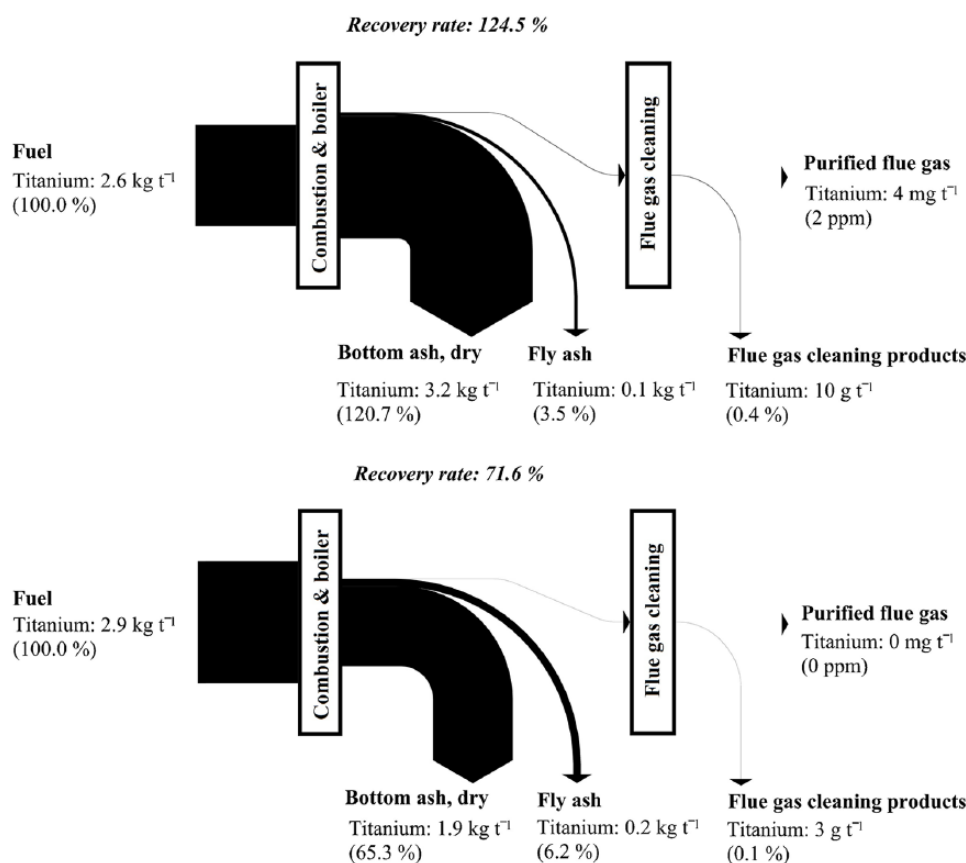 Recovery rate: 124.5 %
Combustion & boiler
Flue gas cleaning
Fuel
Titanium: 2.6 kg t⁻¹
(100.0 %)
Purified flue gas
Titanium: 4 mg t⁻¹
(2 ppm)
Bottom ash, dry
Titanium: 3.2 kg t⁻¹
(120.7 %)
Fly ash
Titanium: 0.1 kg t⁻¹
(3.5 %)
Flue gas cleaning products
Titanium: 10 g t⁻¹
(0.4 %)
Recovery rate: 71.6 %
Combustion & boiler
Flue gas cleaning
Fuel
Titanium: 2.9 kg t⁻¹
(100.0 %)
Purified flue gas
Titanium: 0 mg t⁻¹
(0 ppm)
Bottom ash, dry
Titanium: 1.9 kg t⁻¹
(65.3 %)
Fly ash
Titanium: 0.2 kg t⁻¹
(6.2 %)
Flue gas cleaning products
Titanium: 3 g t⁻¹
(0.1 %)